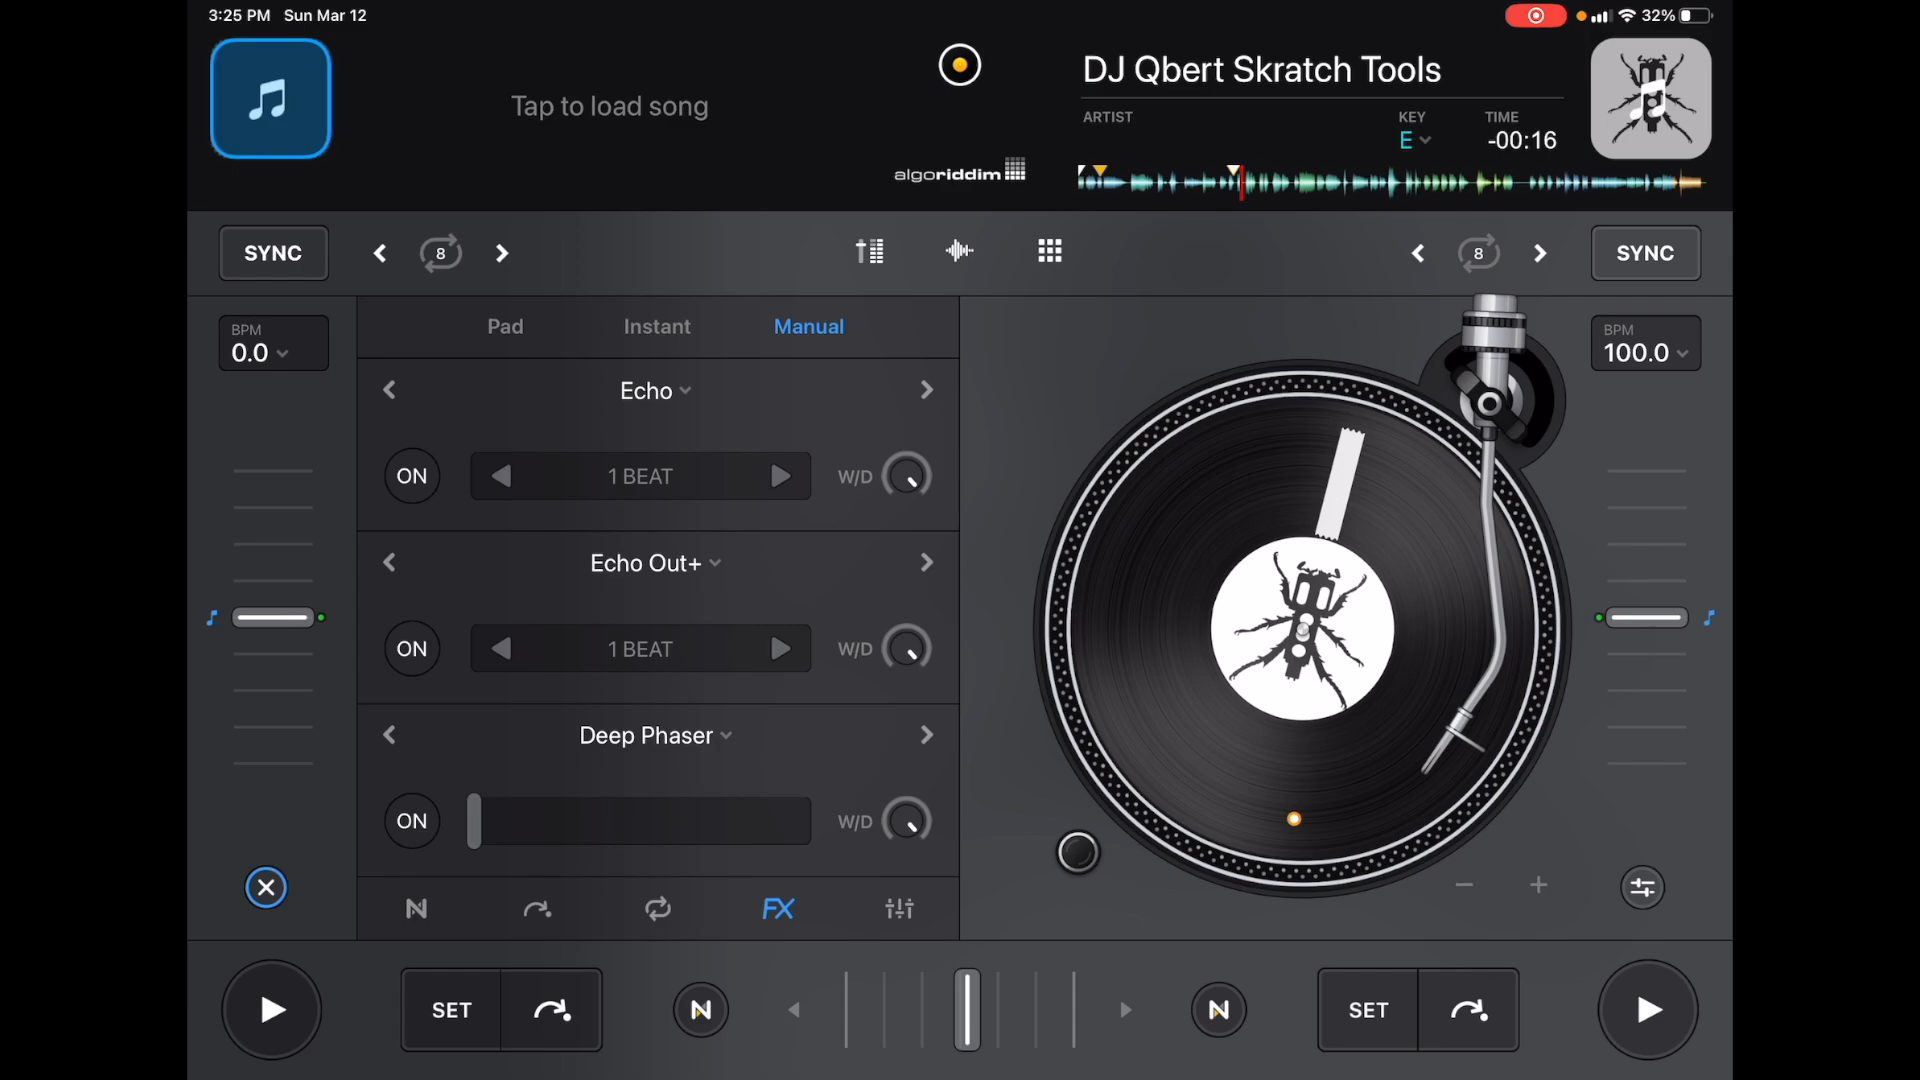 3:25 PM Sun Mar 12
32%
Tap to load song
DJ Qbert Skratch Tools
ARTIST
KEY
TIME
E
-00:16
algoriddim
SYNC
8
8
SYNC
BPM
0.0
Pad
Instant
Manual
BPM
100.0
Echo
ON
1 BEAT
W/D
Echo Out+
ON
1 BEAT
W/D
Deep Phaser
ON
W/D
FX
SET
SET